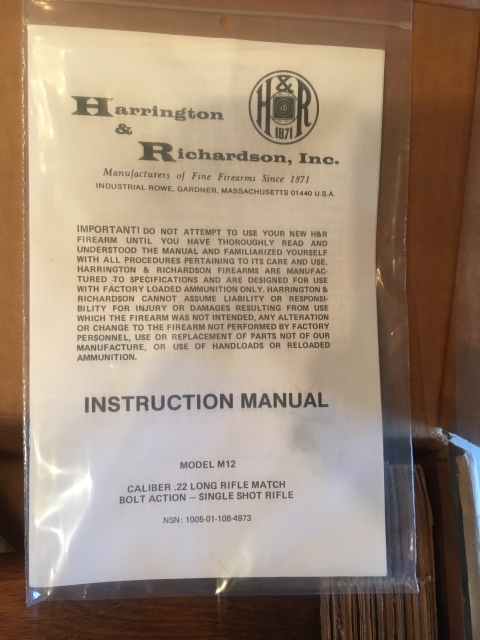 Harrington
&
Richardson, Inc.
H&R
1871
Manufacturers of Fine Firearms Since 1871
INDUSTRIAL ROWE, GARDNER, MASSACHUSETTS 01440 U.S.A.
IMPORTANT! DO NOT ATTEMPT TO USE YOUR NEW H&R
FIREARM UNTIL YOU HAVE THOROUGHLY READ AND
UNDERSTOOD THE MANUAL AND FAMILIARIZED YOURSELF
WITH ALL PROCEDURES PERTAINING TO ITS CARE AND USE.
HARRINGTON & RICHARDSON FIREARMS ARE MANUFAC-
TURED TO SPECIFICATIONS AND ARE DESIGNED FOR USE
WITH FACTORY LOADED AMMUNITION ONLY. HARRINGTON &
RICHARDSON CANNOT ASSUME LIABILITY OR RESPONSI-
BILITY FOR INJURY OR DAMAGES RESULTING FROM USE
WHICH THE FIREARM WAS NOT INTENDED, ANY ALTERATION
OR CHANGE TO THE FIREARM NOT PERFORMED BY FACTORY
PERSONNEL, USE OR REPLACEMENT OF PARTS NOT OF OUR
MANUFACTURE, OR USE OF HANDLOADS OR RELOADED
AMMUNITION.
INSTRUCTION MANUAL
MODEL M12
CALIBER .22 LONG RIFLE MATCH
BOLT ACTION – SINGLE SHOT RIFLE
NSN: 1005-01-108-4973